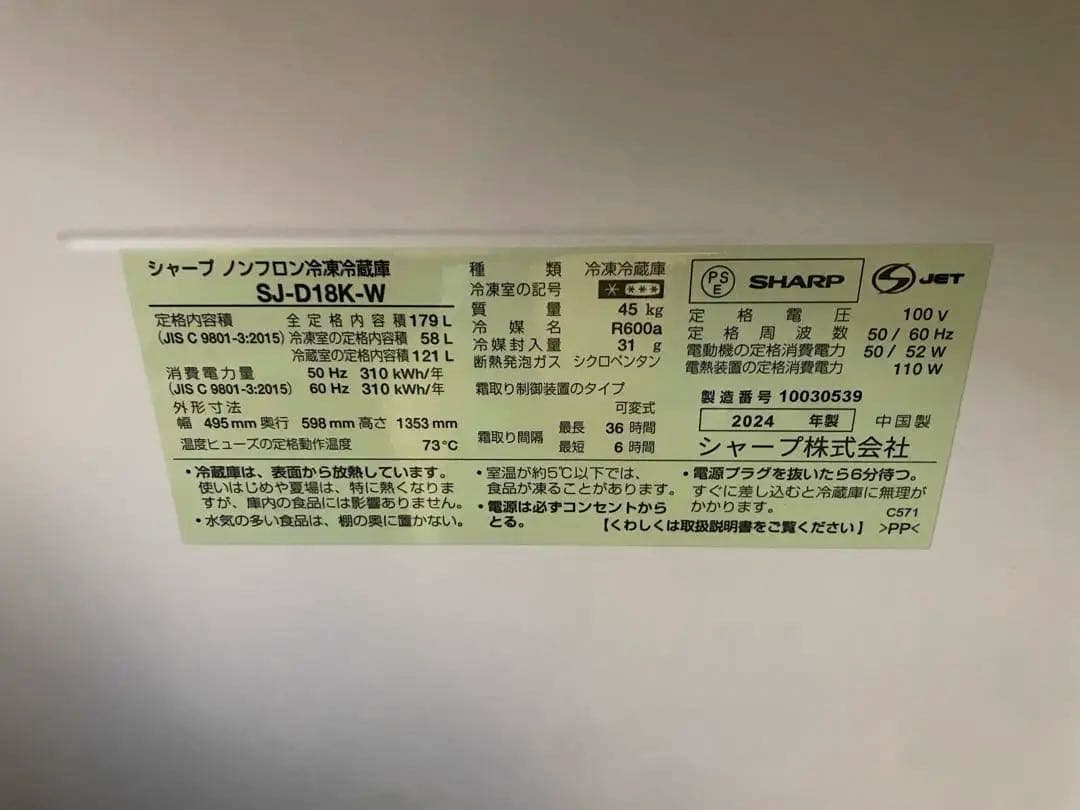 シャープ ノンフロン冷凍冷蔵庫
SJ-D18K-W
定格内容積 全定格内容積 179 L
(JIS C 9801-3:2015) 冷凍室の定格内容積 58 L
冷蔵室の定格内容積 121 L
消費電力量 50 Hz 310 kWh/年
(JIS C 9801-3:2015) 60 Hz 310 kWh/年
外形寸法
幅 495 mm 奥行 598 mm 高さ 1353 mm
温度ヒューズの定格動作温度 73℃
種類 冷凍冷蔵庫
冷凍室の記号 * ***
質量 45 kg
冷媒名 R600a
冷媒封入量 31 g
断熱発泡ガス シクロペンタン
霜取り制御装置のタイプ
可変式
霜取り間隔 最長 36 時間
最短 6 時間
PS E SHARP S JET
定格電圧 100 V
定格周波数 50 / 60 Hz
電動機の定格消費電力 50 / 52 W
電熱装置の定格消費電力 110 W
製造番号 10030539
2024 年製 中国製
シャープ株式会社
・冷蔵庫は、表面から放熱しています。
使いはじめや夏場は、特に熱くなりま
すが、庫内の食品には影響ありません。
・水気の多い食品は、棚の奥に置かない。
・室温が約5℃以下では、
食品が凍ることがあります。
・電源は必ずコンセントから
とる。
・電源プラグを抜いたら6分待つ。
すぐに差し込むと冷蔵庫に無理が
かかります。 C571
【くわしくは取扱説明書をご覧ください】 >PP<